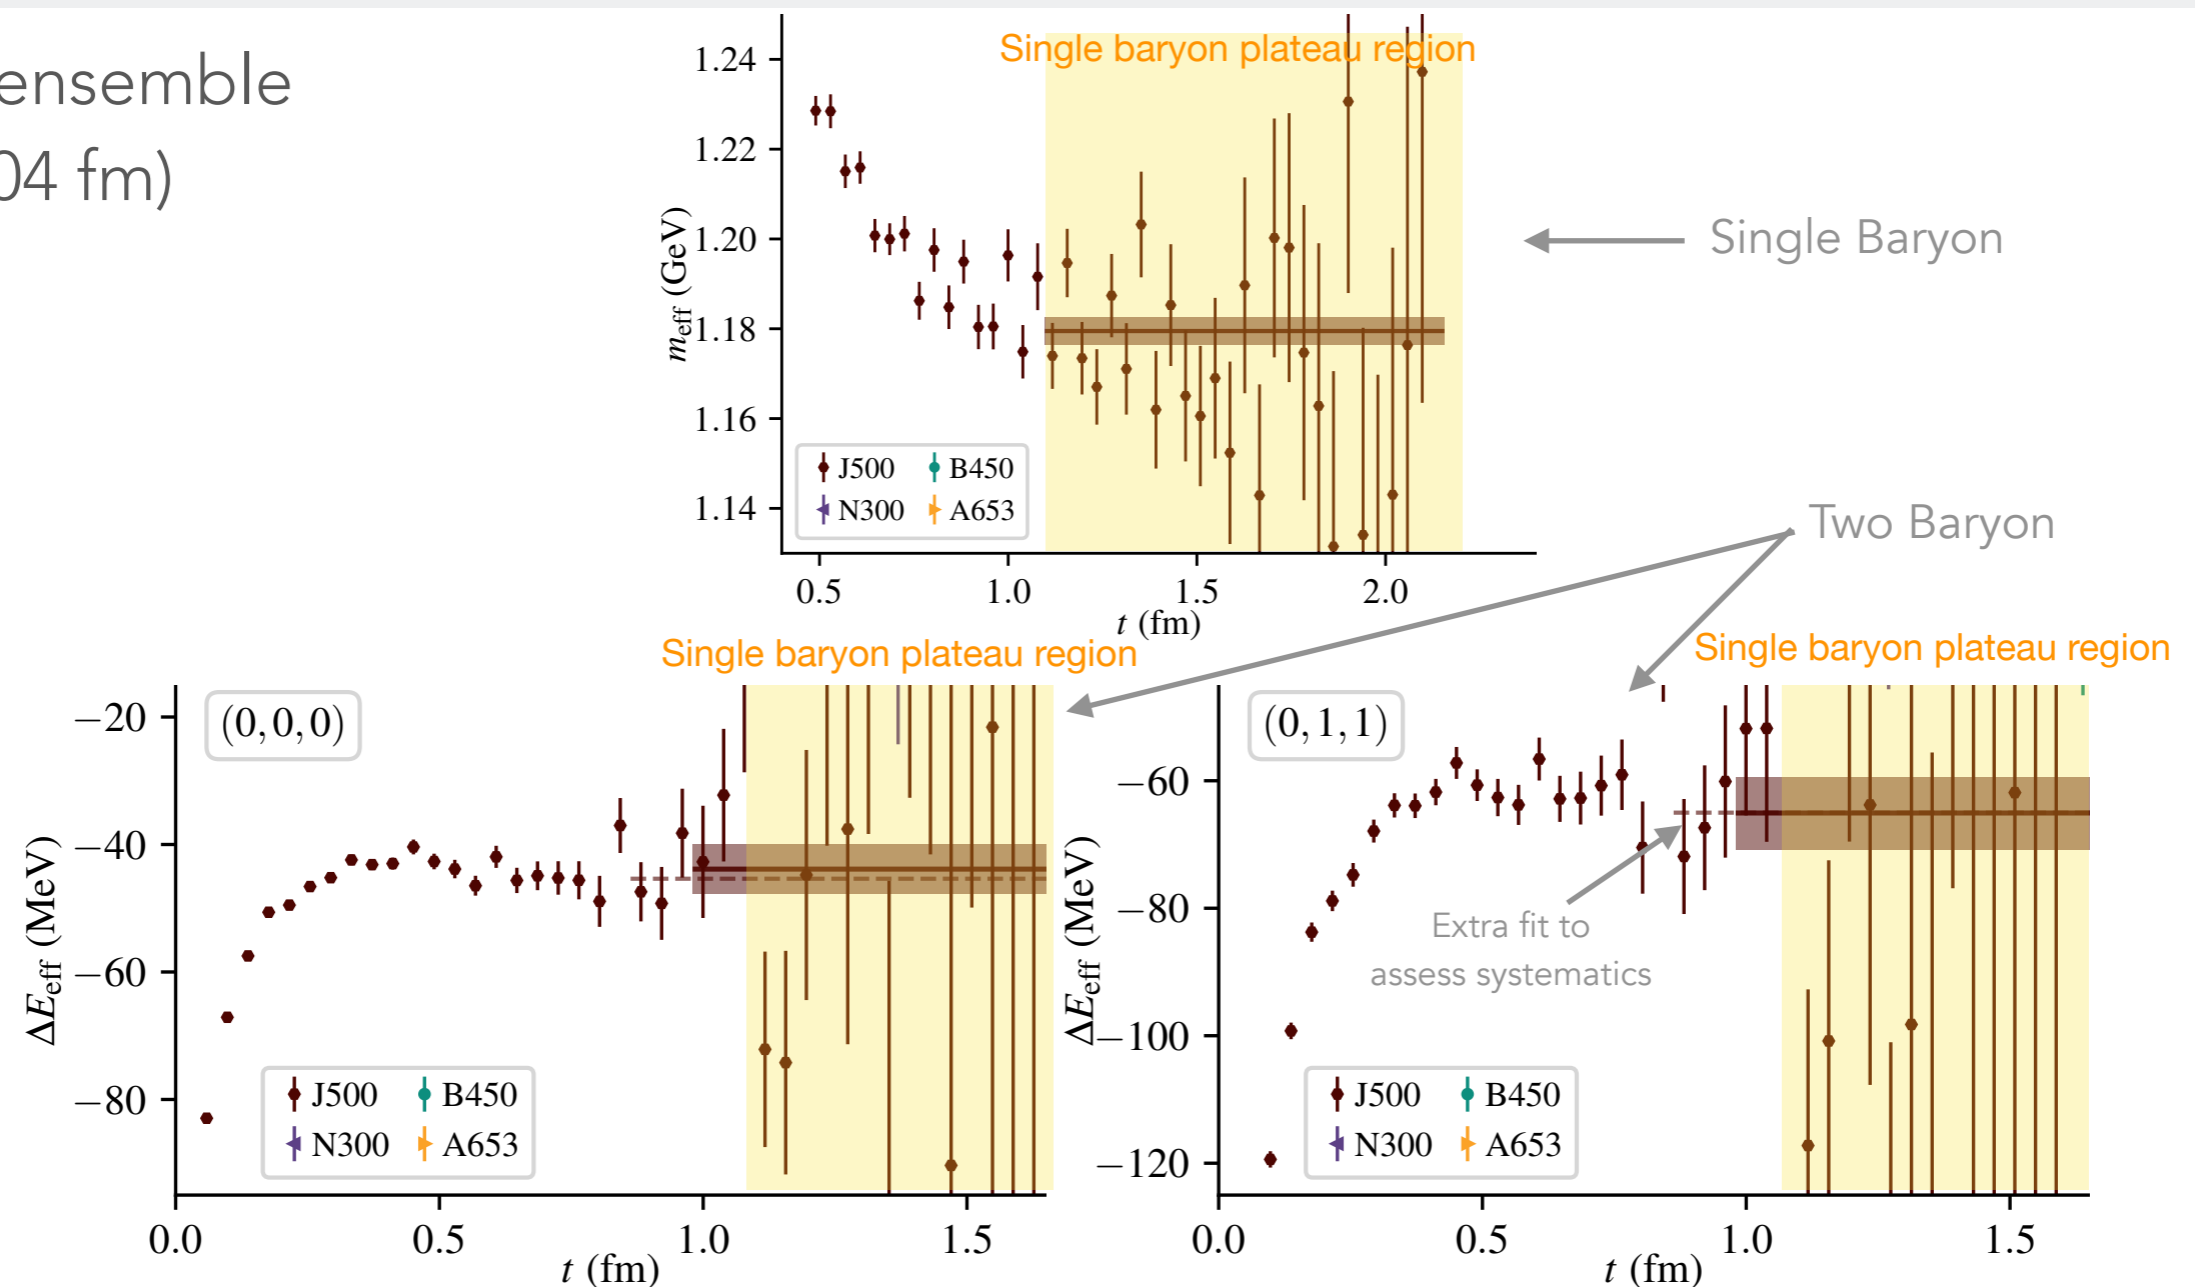 ensemble
04 fm)
Single baryon plateau region
1.24
1.22
1.20
1.18
1.16
1.14
m_eff (GeV)
J500 B450
N300 A653
0.5 1.0 1.5 2.0
t (fm)
Single Baryon
Two Baryon
Single baryon plateau region
(0,0,0)
−20
−40
−60
−80
ΔE_eff (MeV)
J500 B450
N300 A653
0.0 0.5 1.0 1.5
t (fm)
Single baryon plateau region
(0,1,1)
−60
−80
−100
−120
ΔE_eff (MeV)
Extra fit to
assess systematics
J500 B450
N300 A653
0.0 0.5 1.0 1.5
t (fm)